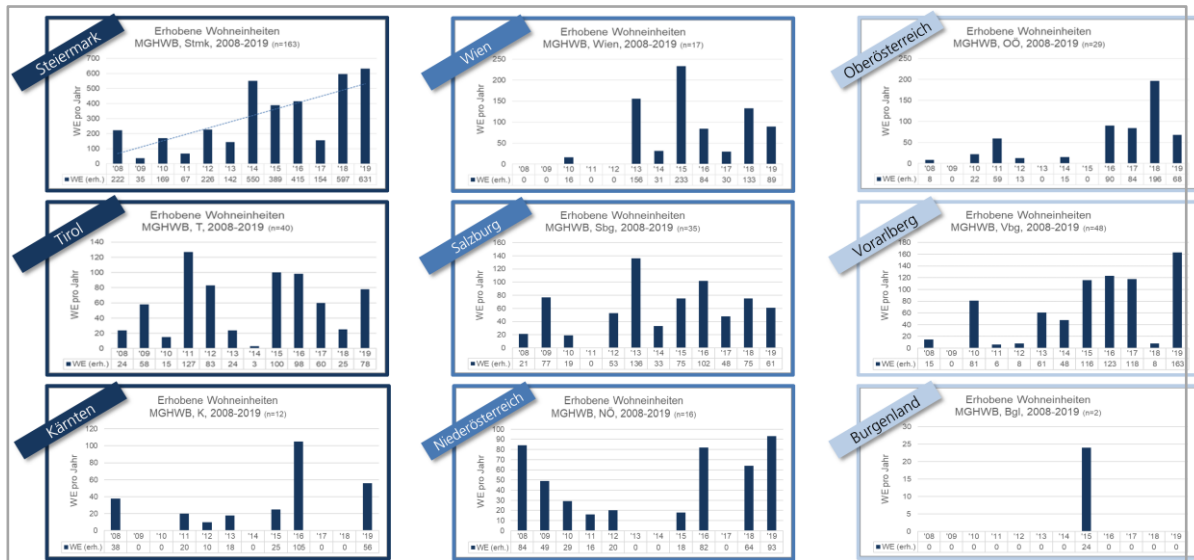 Steiermark
Erhobene Wohneinheiten
MGHWB, Stmk, 2008-2019 (n=163)
WE pro Jahr
700
600
500
400
300
200
100
0
'08 '09 '10 '11 '12 '13 '14 '15 '16 '17 '18 '19
WE (erh.) 222 35 169 67 226 142 550 389 415 154 597 631
Wien
Erhobene Wohneinheiten
MGHWB, Wien, 2008-2019 (n=17)
WE pro Jahr
250
200
150
100
50
0
'08 '09 '10 '11 '12 '13 '14 '15 '16 '17 '18 '19
WE (erh.) 0 0 16 0 0 156 31 233 84 30 133 89
Oberösterreich
Erhobene Wohneinheiten
MGHWB, OÖ, 2008-2019 (n=29)
WE pro Jahr
250
200
150
100
50
0
'08 '09 '10 '11 '12 '13 '14 '15 '16 '17 '18 '19
WE (erh.) 8 0 22 59 13 0 15 0 90 84 196 68
Tirol
Erhobene Wohneinheiten
MGHWB, T, 2008-2019 (n=40)
WE pro Jahr
140
120
100
80
60
40
20
0
'08 '09 '10 '11 '12 '13 '14 '15 '16 '17 '18 '19
WE (erh.) 24 58 15 127 83 24 3 100 98 60 25 78
Salzburg
Erhobene Wohneinheiten
MGHWB, Sbg, 2008-2019 (n=35)
WE pro Jahr
160
140
120
100
80
60
40
20
0
'08 '09 '10 '11 '12 '13 '14 '15 '16 '17 '18 '19
WE (erh.) 21 77 19 0 53 136 33 75 102 48 75 61
Vorarlberg
Erhobene Wohneinheiten
MGHWB, Vbg, 2008-2019 (n=48)
WE pro Jahr
180
160
140
120
100
80
60
40
20
0
'08 '09 '10 '11 '12 '13 '14 '15 '16 '17 '18 '19
WE (erh.) 15 0 81 6 8 61 48 116 123 118 8 163
Kärnten
Erhobene Wohneinheiten
MGHWB, K, 2008-2019 (n=12)
WE pro Jahr
120
100
80
60
40
20
0
'08 '09 '10 '11 '12 '13 '14 '15 '16 '17 '18 '19
WE (erh.) 38 0 0 20 10 18 0 25 105 0 0 56
Niederösterreich
Erhobene Wohneinheiten
MGHWB, NÖ, 2008-2019 (n=16)
WE pro Jahr
100
90
80
70
60
50
40
30
20
10
0
'08 '09 '10 '11 '12 '13 '14 '15 '16 '17 '18 '19
WE (erh.) 84 49 29 16 20 0 0 18 82 0 64 93
Burgenland
Erhobene Wohneinheiten
MGHWB, Bgl, 2008-2019 (n=2)
WE pro Jahr
30
25
20
15
10
5
0
'08 '09 '10 '11 '12 '13 '14 '15 '16 '17 '18 '19
WE (erh.) 0 0 0 0 0 0 0 24 0 0 0 0